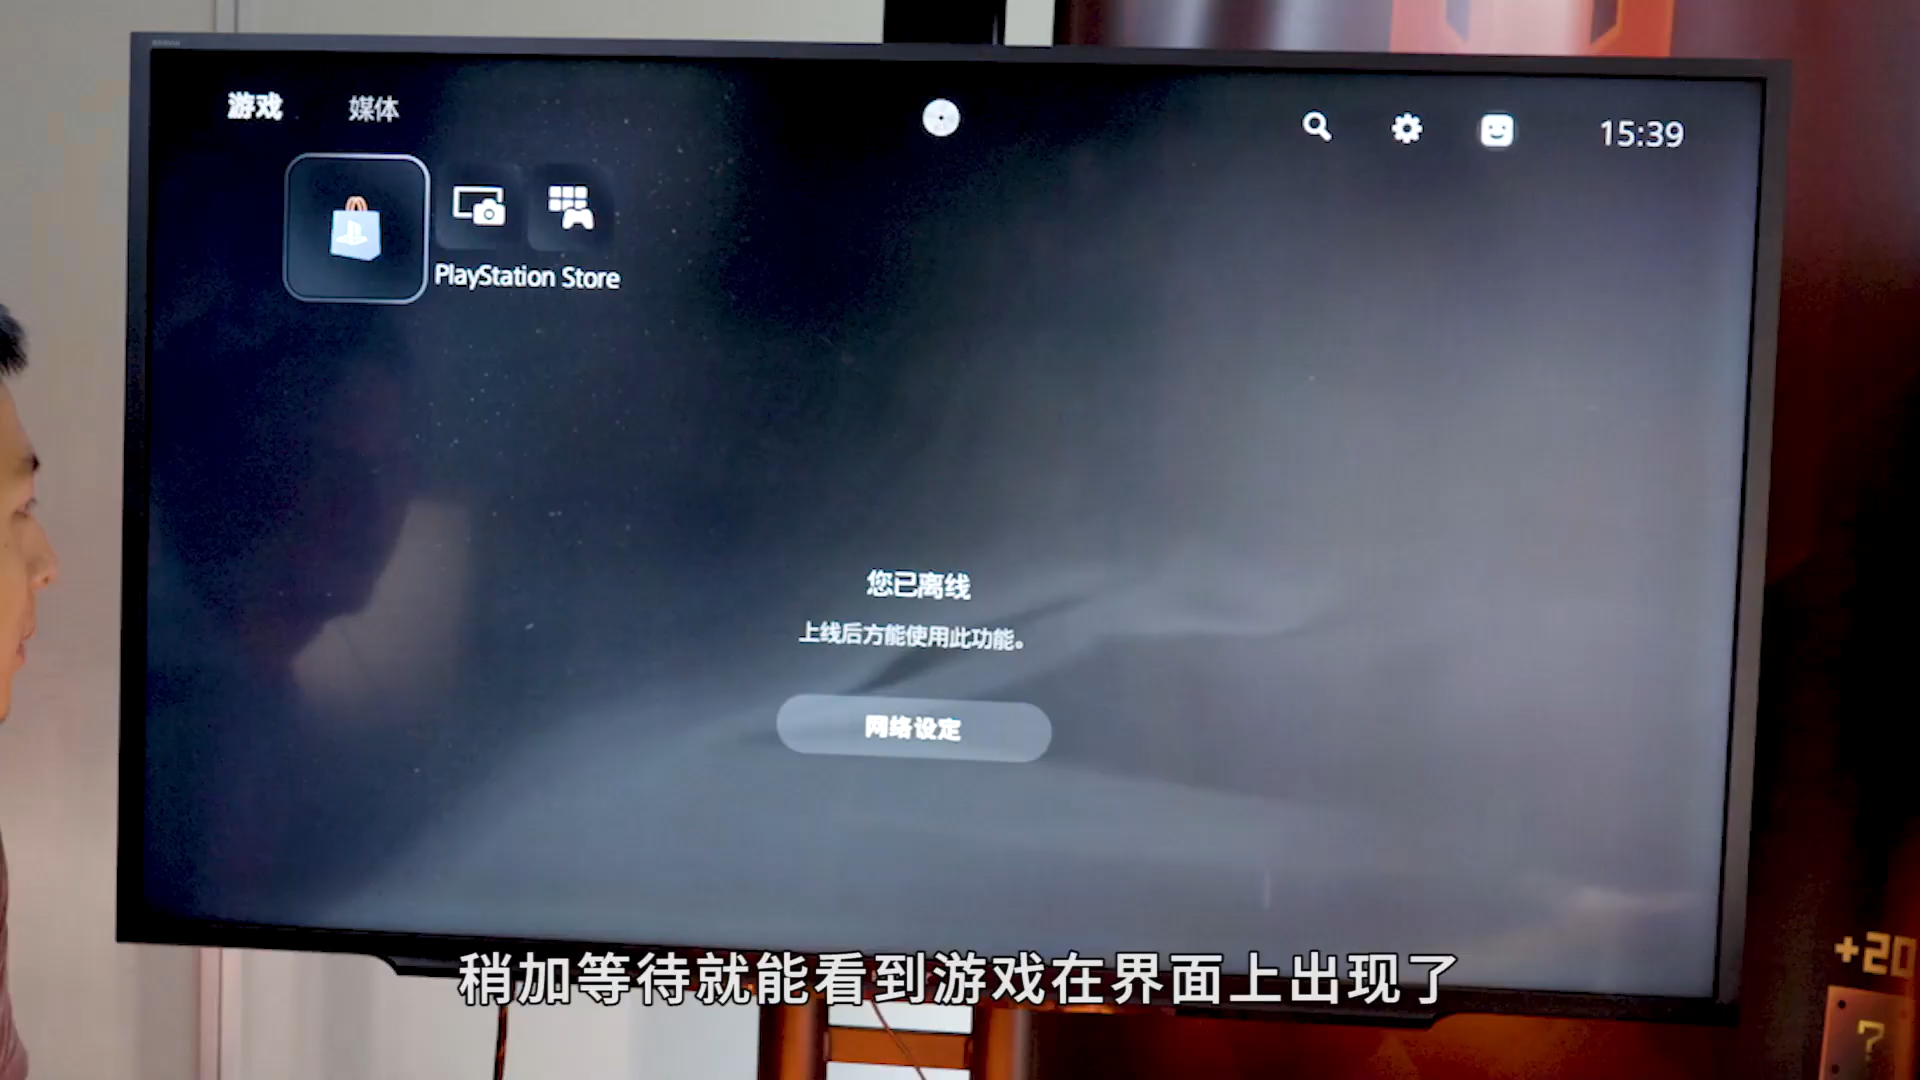 游戏
媒体
15:39
PlayStation Store
您已离线
上线后方能使用此功能。
网络设定
稍加等待就能看到游戏在界面上出现了
+20
?